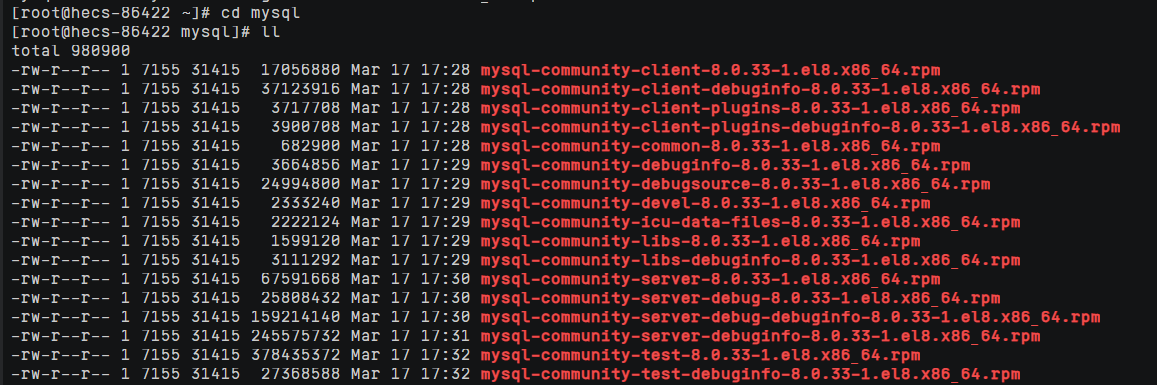 [root@hecs-86422 ~]# cd mysql
[root@hecs-86422 mysql]# ll
total 980900
-rw-r--r-- 1 7155 31415  17056880 Mar 17 17:28 mysql-community-client-8.0.33-1.el8.x86_64.rpm
-rw-r--r-- 1 7155 31415  37123916 Mar 17 17:28 mysql-community-client-debuginfo-8.0.33-1.el8.x86_64.rpm
-rw-r--r-- 1 7155 31415   3717708 Mar 17 17:28 mysql-community-client-plugins-8.0.33-1.el8.x86_64.rpm
-rw-r--r-- 1 7155 31415   3900708 Mar 17 17:28 mysql-community-client-plugins-debuginfo-8.0.33-1.el8.x86_64.rpm
-rw-r--r-- 1 7155 31415    682900 Mar 17 17:28 mysql-community-common-8.0.33-1.el8.x86_64.rpm
-rw-r--r-- 1 7155 31415   3664856 Mar 17 17:29 mysql-community-debuginfo-8.0.33-1.el8.x86_64.rpm
-rw-r--r-- 1 7155 31415  24994800 Mar 17 17:29 mysql-community-debugsource-8.0.33-1.el8.x86_64.rpm
-rw-r--r-- 1 7155 31415   2333240 Mar 17 17:29 mysql-community-devel-8.0.33-1.el8.x86_64.rpm
-rw-r--r-- 1 7155 31415   2222124 Mar 17 17:29 mysql-community-icu-data-files-8.0.33-1.el8.x86_64.rpm
-rw-r--r-- 1 7155 31415   1599120 Mar 17 17:29 mysql-community-libs-8.0.33-1.el8.x86_64.rpm
-rw-r--r-- 1 7155 31415   3111292 Mar 17 17:29 mysql-community-libs-debuginfo-8.0.33-1.el8.x86_64.rpm
-rw-r--r-- 1 7155 31415  67591668 Mar 17 17:30 mysql-community-server-8.0.33-1.el8.x86_64.rpm
-rw-r--r-- 1 7155 31415  25808432 Mar 17 17:30 mysql-community-server-debug-8.0.33-1.el8.x86_64.rpm
-rw-r--r-- 1 7155 31415 159214140 Mar 17 17:30 mysql-community-server-debug-debuginfo-8.0.33-1.el8.x86_64.rpm
-rw-r--r-- 1 7155 31415 245575732 Mar 17 17:31 mysql-community-server-debuginfo-8.0.33-1.el8.x86_64.rpm
-rw-r--r-- 1 7155 31415 378435372 Mar 17 17:32 mysql-community-test-8.0.33-1.el8.x86_64.rpm
-rw-r--r-- 1 7155 31415  27368588 Mar 17 17:32 mysql-community-test-debuginfo-8.0.33-1.el8.x86_64.rpm